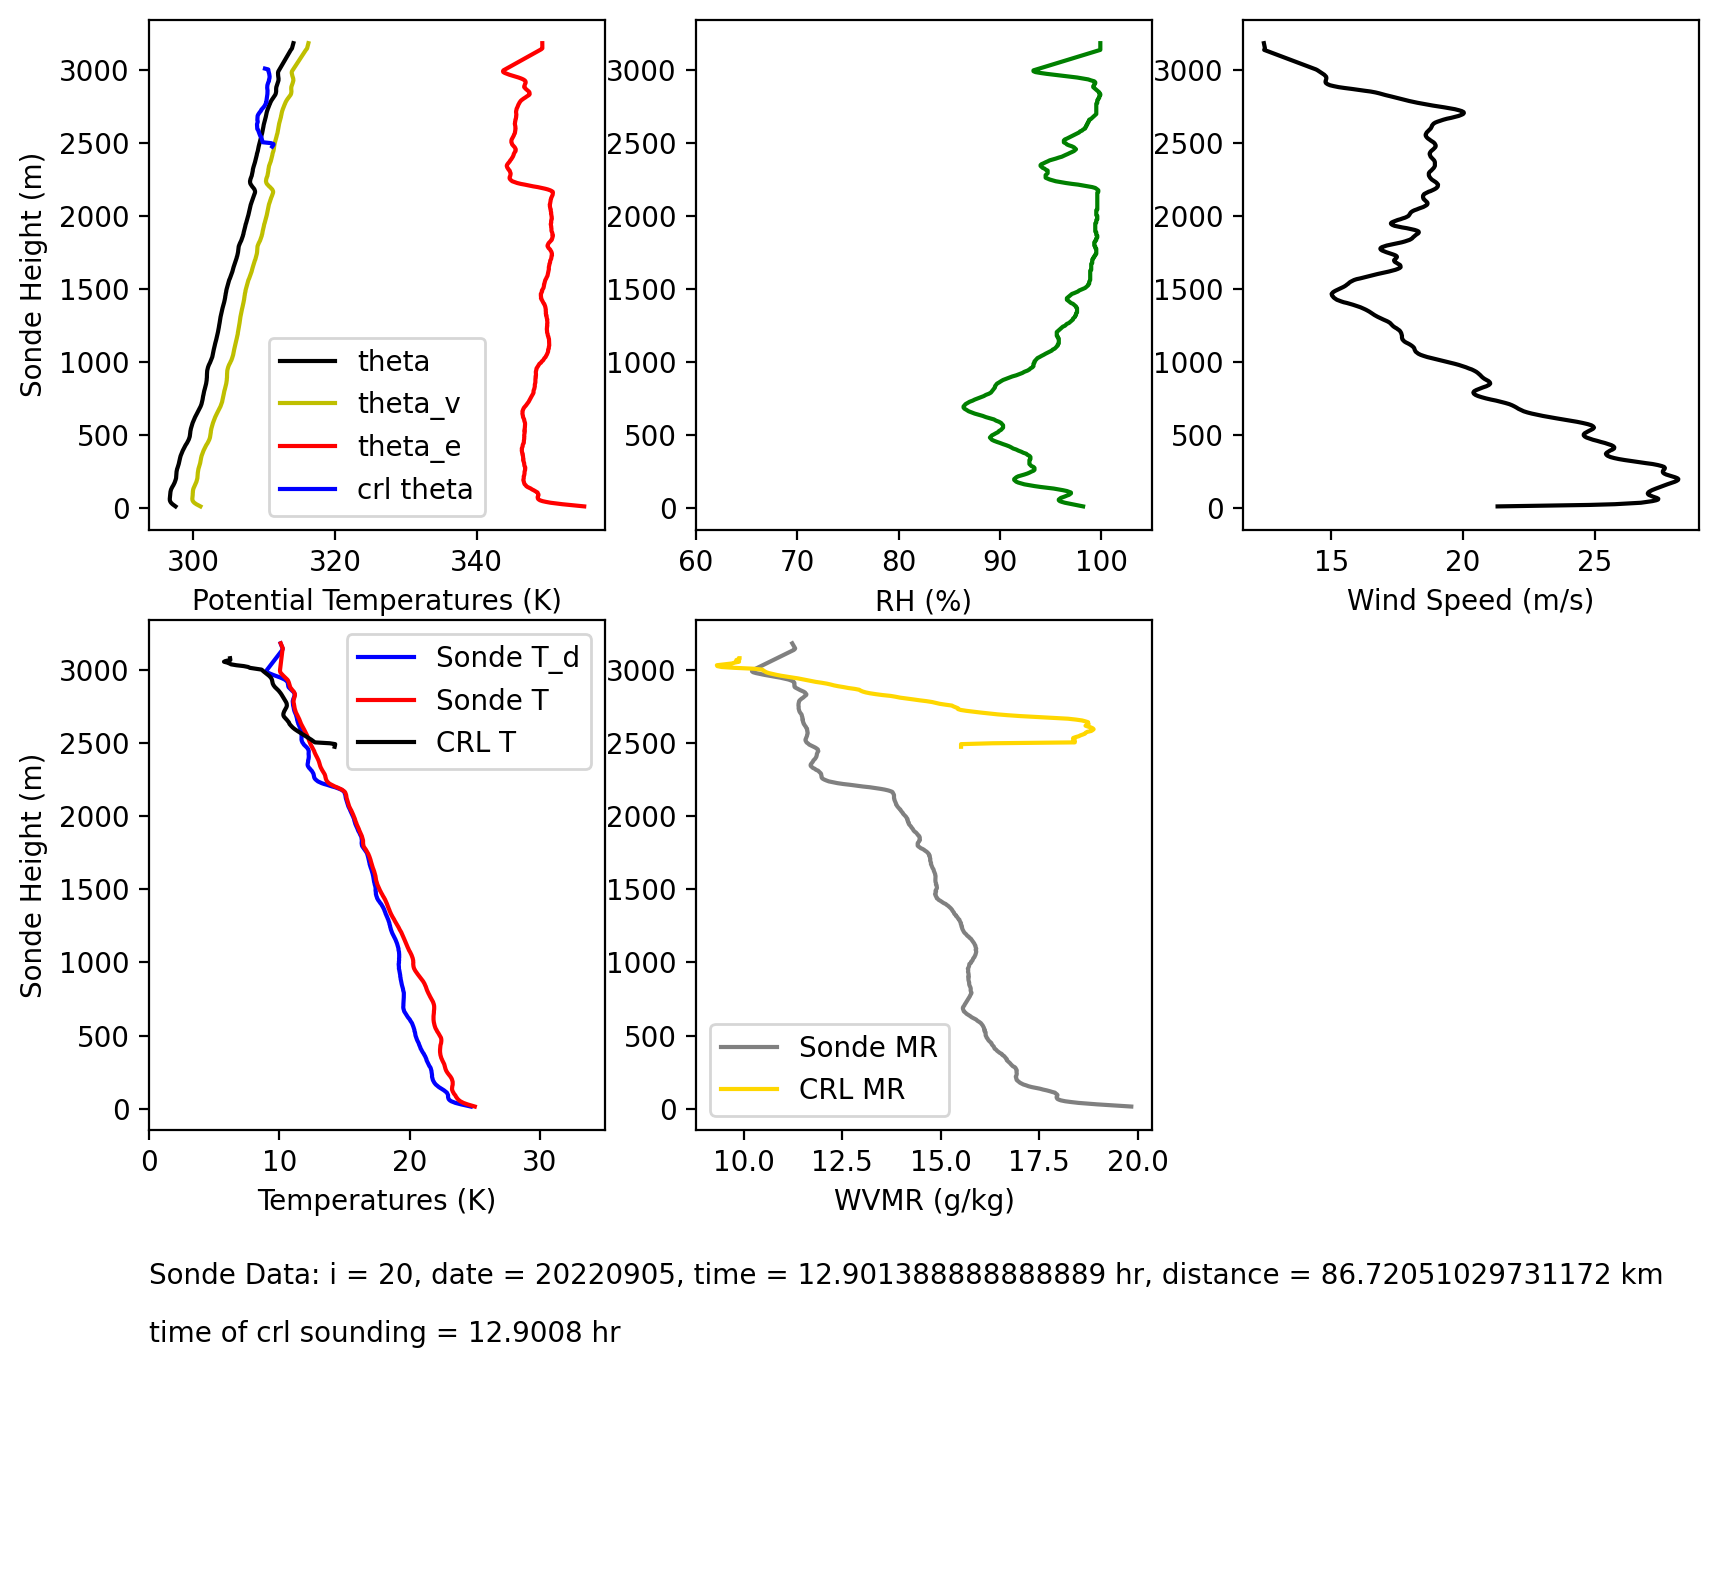 3000
2500
2000
1500
1000
500
0
Sonde Height (m)
theta
theta_v
theta_e
crl theta
300 320 340
Potential Temperatures (K)
3000
2500
2000
1500
1000
500
0
60 70 80 90 100
RH (%)
3000
2500
2000
1500
1000
500
0
15 20 25
Wind Speed (m/s)
3000
2500
2000
1500
1000
500
0
Sonde Height (m)
Sonde T_d
Sonde T
CRL T
0 10 20 30
Temperatures (K)
3000
2500
2000
1500
1000
500
0
Sonde MR
CRL MR
10.0 12.5 15.0 17.5 20.0
WVMR (g/kg)
Sonde Data: i = 20, date = 20220905, time = 12.901388888888889 hr, distance = 86.72051029731172 km
time of crl sounding = 12.9008 hr